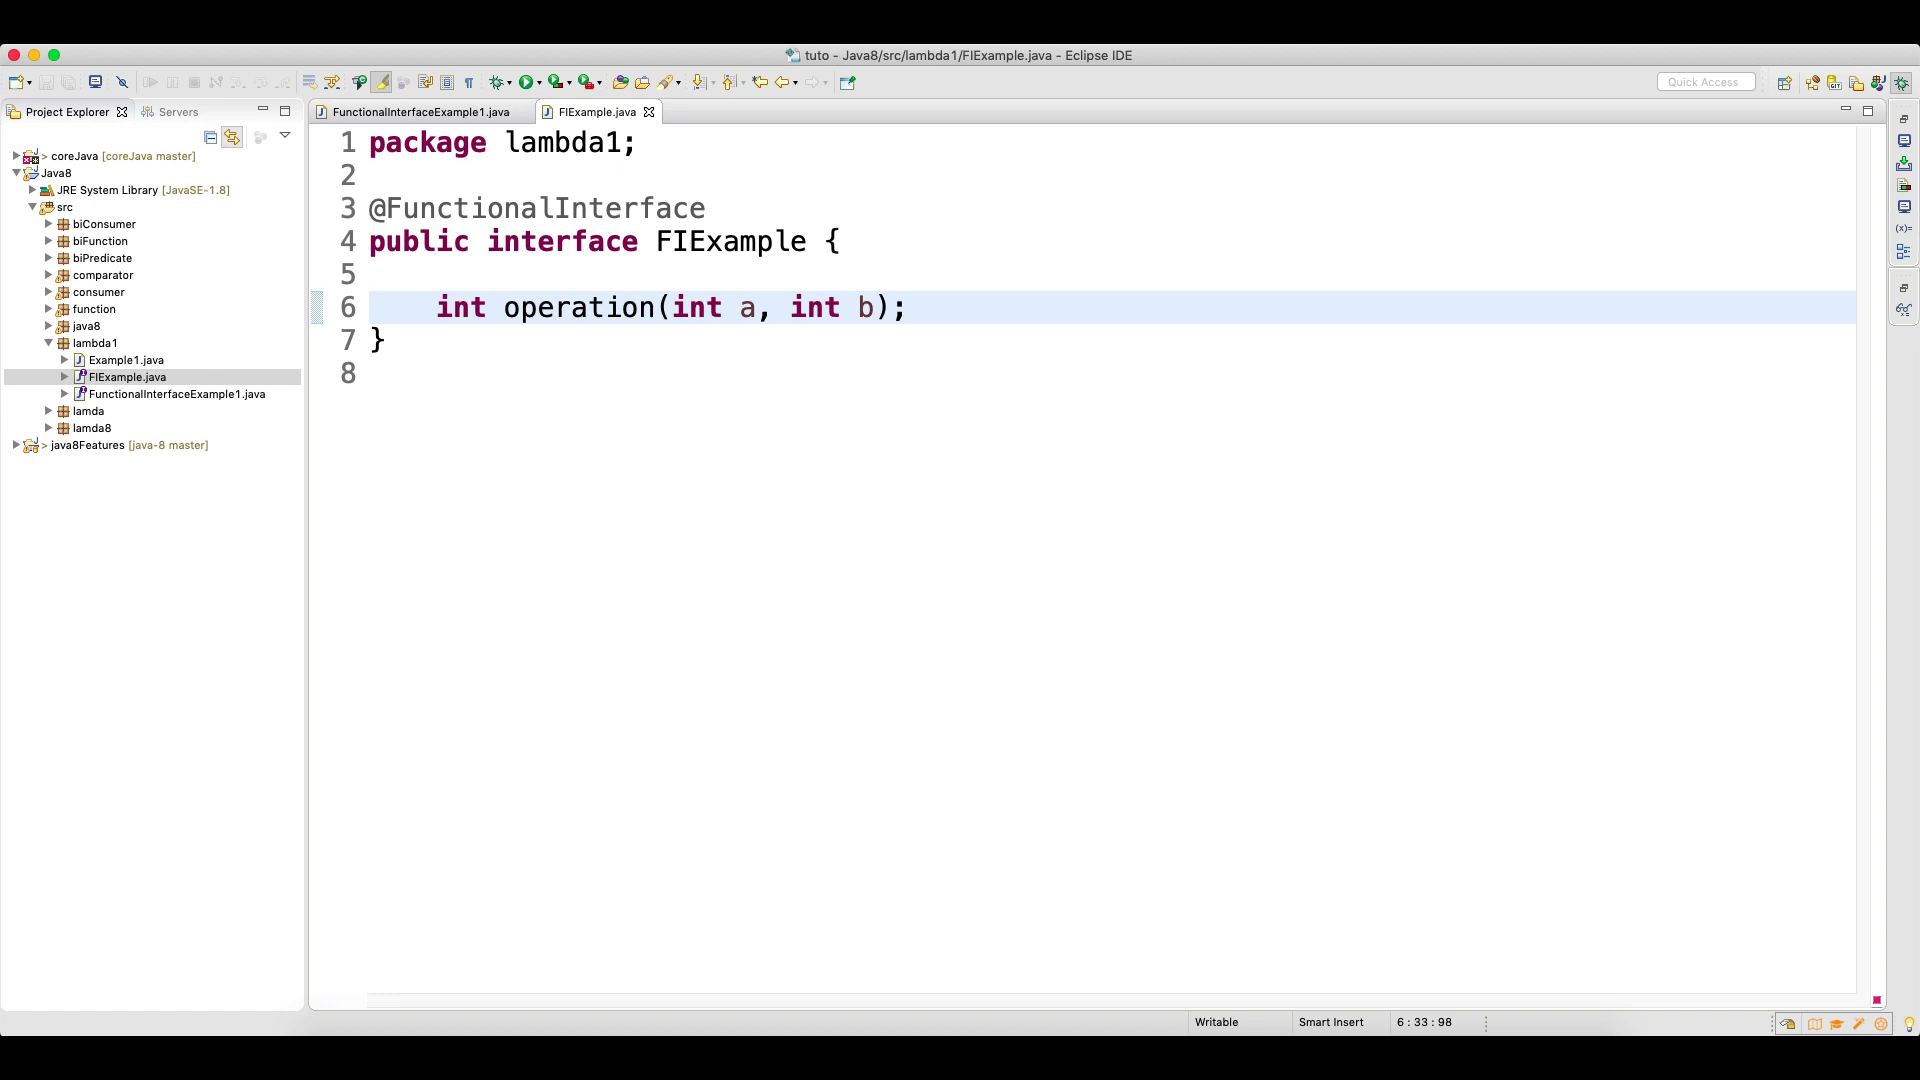 tuto - Java8/src/lambda1/FIExample.java - Eclipse IDE
Quick Access
Project Explorer
Servers
> coreJava [coreJava master]
Java8
JRE System Library [JavaSE-1.8]
src
biConsumer
biFunction
biPredicate
comparator
consumer
function
java8
lambda1
Example1.java
FIExample.java
FunctionalInterfaceExample1.java
lamda
lamda8
> java8Features [java-8 master]
FunctionalInterfaceExample1.java
FIExample.java
1 package lambda1;
2
3 @FunctionalInterface
4 public interface FIExample {
5
6 int operation(int a, int b);
7 }
8
(x)=
Writable
Smart Insert
6 : 33 : 98